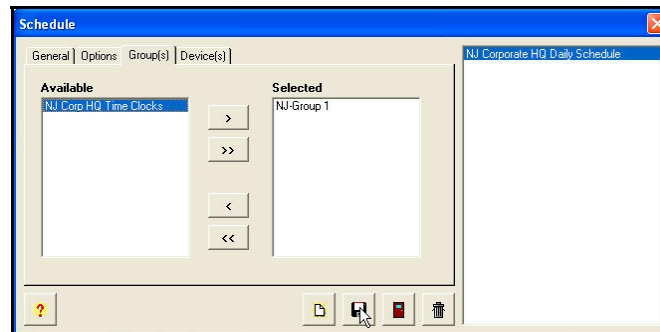 Schedule
General Options Group(s) Device(s)
NJ Corporate HQ Daily Schedule
Available Selected
NJ Corp HQ Time Clocks NJ-Group 1
>
>>
<
<<
?